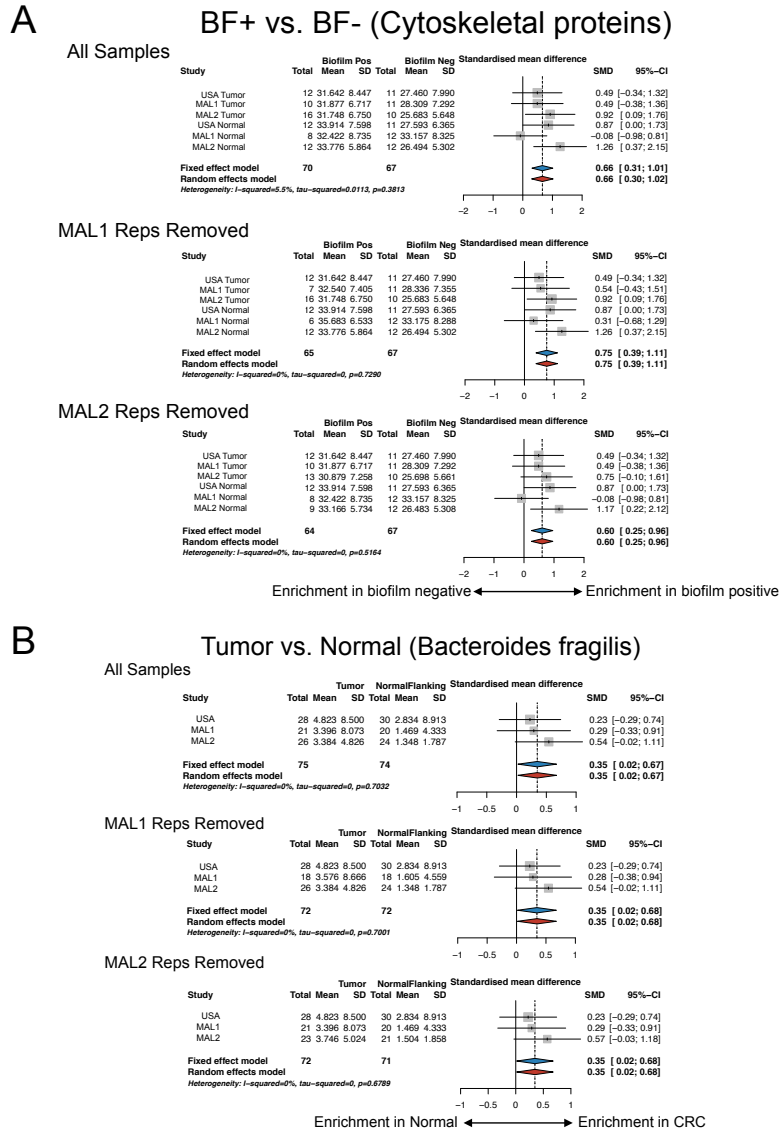 A
BF+ vs. BF- (Cytoskeletal proteins)
All Samples
Biofilm Pos Biofilm Neg Standardised mean difference
Study Total Mean SD Total Mean SD SMD 95%−CI
USA Tumor 12 31.642 8.447 11 27.460 7.990 0.49 [−0.34; 1.32]
MAL1 Tumor 10 31.877 6.717 11 28.309 7.292 0.49 [−0.38; 1.36]
MAL2 Tumor 16 31.748 6.750 10 25.683 5.648 0.92 [0.09; 1.76]
USA Normal 12 33.914 7.598 11 27.593 6.365 0.87 [0.00; 1.73]
MAL1 Normal 8 32.422 8.735 12 33.157 8.325 -0.08 [−0.98; 0.81]
MAL2 Normal 12 33.776 5.864 12 26.494 5.302 1.26 [0.37; 2.15]
Fixed effect model 70 67 0.66 [ 0.31; 1.01]
Random effects model 0.66 [ 0.30; 1.02]
Heterogeneity: I−squared=5.5%, tau−squared=0.0113, p=0.3813
−2 −1 0 1 2
MAL1 Reps Removed
Biofilm Pos Biofilm Neg Standardised mean difference
Study Total Mean SD Total Mean SD SMD 95%−CI
USA Tumor 12 31.642 8.447 11 27.460 7.990 0.49 [−0.34; 1.32]
MAL1 Tumor 7 32.540 7.405 11 28.336 7.355 0.54 [−0.43; 1.51]
MAL2 Tumor 16 31.748 6.750 10 25.683 5.648 0.92 [0.09; 1.76]
USA Normal 12 33.914 7.598 11 27.593 6.365 0.87 [0.00; 1.73]
MAL1 Normal 6 35.683 6.533 12 33.175 8.288 0.31 [−0.68; 1.29]
MAL2 Normal 12 33.776 5.864 12 26.494 5.302 1.26 [0.37; 2.15]
Fixed effect model 65 67 0.75 [ 0.39; 1.11]
Random effects model 0.75 [ 0.39; 1.11]
Heterogeneity: I−squared=0%, tau−squared=0, p=0.7290
−2 −1 0 1 2
MAL2 Reps Removed
Biofilm Pos Biofilm Neg Standardised mean difference
Study Total Mean SD Total Mean SD SMD 95%−CI
USA Tumor 12 31.642 8.447 11 27.460 7.990 0.49 [−0.34; 1.32]
MAL1 Tumor 10 31.877 6.717 11 28.309 7.292 0.49 [−0.38; 1.36]
MAL2 Tumor 13 30.879 7.258 10 25.698 5.661 0.75 [−0.10; 1.61]
USA Normal 12 33.914 7.598 11 27.593 6.365 0.87 [0.00; 1.73]
MAL1 Normal 8 32.422 8.735 12 33.157 8.325 -0.08 [−0.98; 0.81]
MAL2 Normal 9 33.166 5.734 12 26.483 5.308 1.17 [0.22; 2.12]
Fixed effect model 64 67 0.60 [ 0.25; 0.96]
Random effects model 0.60 [ 0.25; 0.96]
Heterogeneity: I−squared=0%, tau−squared=0, p=0.5164
−2 −1 0 1 2
Enrichment in biofilm negative Enrichment in biofilm positive
B
Tumor vs. Normal (Bacteroides fragilis)
All Samples
Tumor NormalFlanking Standardised mean difference
Study Total Mean SD Total Mean SD SMD 95%−CI
USA 28 4.823 8.500 30 2.834 8.913 0.23 [−0.29; 0.74]
MAL1 21 3.396 8.073 20 1.469 4.333 0.29 [−0.33; 0.91]
MAL2 26 3.384 4.826 24 1.348 1.787 0.54 [−0.02; 1.11]
Fixed effect model 75 74 0.35 [ 0.02; 0.67]
Random effects model 0.35 [ 0.02; 0.67]
Heterogeneity: I−squared=0%, tau−squared=0, p=0.7032
−1 −0.5 0 0.5 1
MAL1 Reps Removed
Tumor NormalFlanking Standardised mean difference
Study Total Mean SD Total Mean SD SMD 95%−CI
USA 28 4.823 8.500 30 2.834 8.913 0.23 [−0.29; 0.74]
MAL1 18 3.576 8.666 18 1.605 4.559 0.28 [−0.38; 0.94]
MAL2 26 3.384 4.826 24 1.348 1.787 0.54 [−0.02; 1.11]
Fixed effect model 72 72 0.35 [ 0.02; 0.68]
Random effects model 0.35 [ 0.02; 0.68]
Heterogeneity: I−squared=0%, tau−squared=0, p=0.7001
−1 −0.5 0 0.5 1
MAL2 Reps Removed
Tumor NormalFlanking Standardised mean difference
Study Total Mean SD Total Mean SD SMD 95%−CI
USA 28 4.823 8.500 30 2.834 8.913 0.23 [−0.29; 0.74]
MAL1 21 3.396 8.073 20 1.469 4.333 0.29 [−0.33; 0.91]
MAL2 23 3.746 5.024 21 1.504 1.858 0.57 [−0.03; 1.18]
Fixed effect model 72 71 0.35 [ 0.02; 0.68]
Random effects model 0.35 [ 0.02; 0.68]
Heterogeneity: I−squared=0%, tau−squared=0, p=0.6789
−1 −0.5 0 0.5 1
Enrichment in Normal Enrichment in CRC